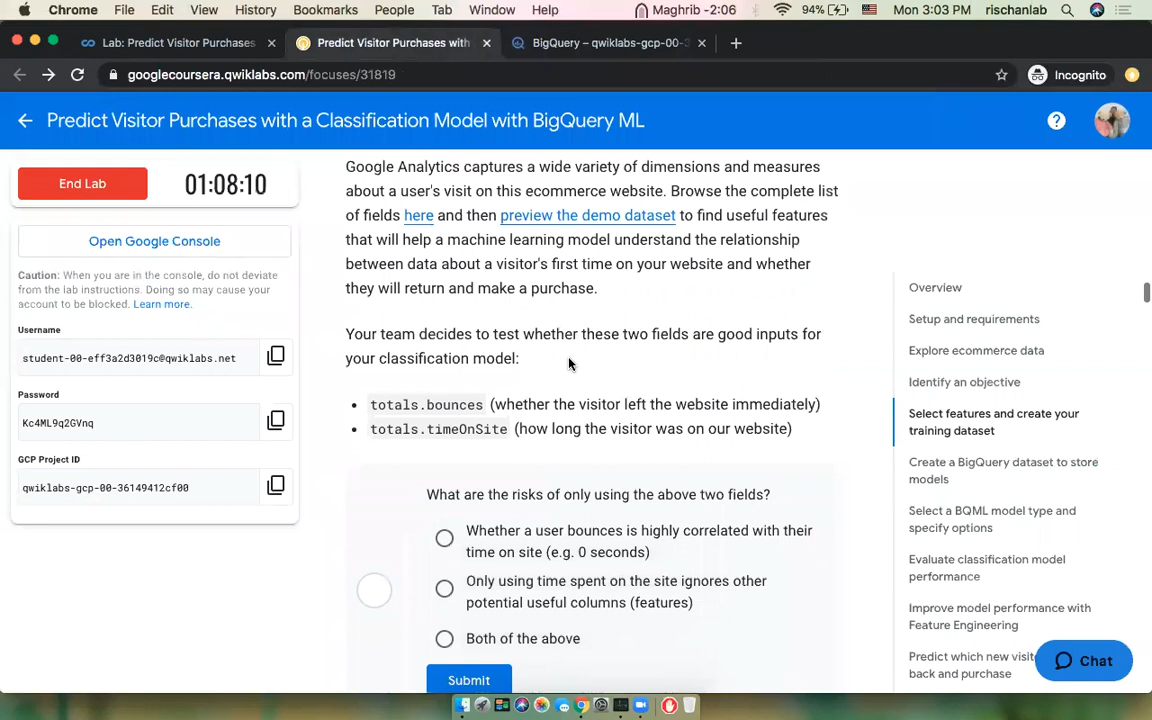 Chrome File Edit View History Bookmarks People Tab Window Help Maghrib -2:06 94% Mon 3:03 PM rischanlab
Lab: Predict Visitor Purchases Predict Visitor Purchases with BigQuery – qwiklabs-gcp-00-3
googlecoursera.qwiklabs.com/focuses/31819 Incognito
Predict Visitor Purchases with a Classification Model with BigQuery ML
End Lab 01:08:10
Open Google Console
Caution: When you are in the console, do not deviate
from the lab instructions. Doing so may cause your
account to be blocked. Learn more.
Username
student-00-eff3a2d3019c@qwiklabs.net
Password
Kc4ML9q2GVnq
GCP Project ID
qwiklabs-gcp-00-36149412cf00
Google Analytics captures a wide variety of dimensions and measures
about a user's visit on this ecommerce website. Browse the complete list
of fields here and then preview the demo dataset to find useful features
that will help a machine learning model understand the relationship
between data about a visitor's first time on your website and whether
they will return and make a purchase.
Your team decides to test whether these two fields are good inputs for
your classification model:
• totals.bounces (whether the visitor left the website immediately)
• totals.timeOnSite (how long the visitor was on our website)
What are the risks of only using the above two fields?
Whether a user bounces is highly correlated with their
time on site (e.g. 0 seconds)
Only using time spent on the site ignores other
potential useful columns (features)
Both of the above
Submit
Overview
Setup and requirements
Explore ecommerce data
Identify an objective
Select features and create your
training dataset
Create a BigQuery dataset to store
models
Select a BQML model type and
specify options
Evaluate classification model
performance
Improve model performance with
Feature Engineering
Predict which new visit
back and purchase
Chat